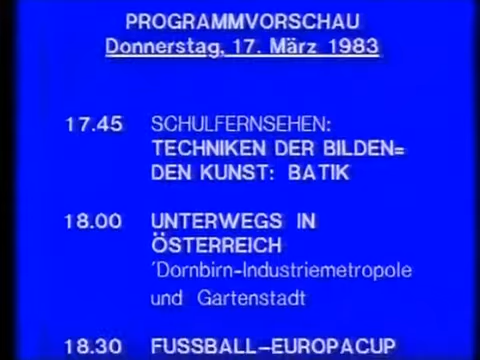 PROGRAMMVORSCHAU
Donnerstag, 17. März 1983
17.45 SCHULFERNSEHEN:
TECHNIKEN DER BILDEN=
DEN KUNST: BATIK
18.00 UNTERWEGS IN
ÖSTERREICH
'Dornbirn-Industriemetropole
und Gartenstadt
18.30 FUSSBALL-EUROPACUP